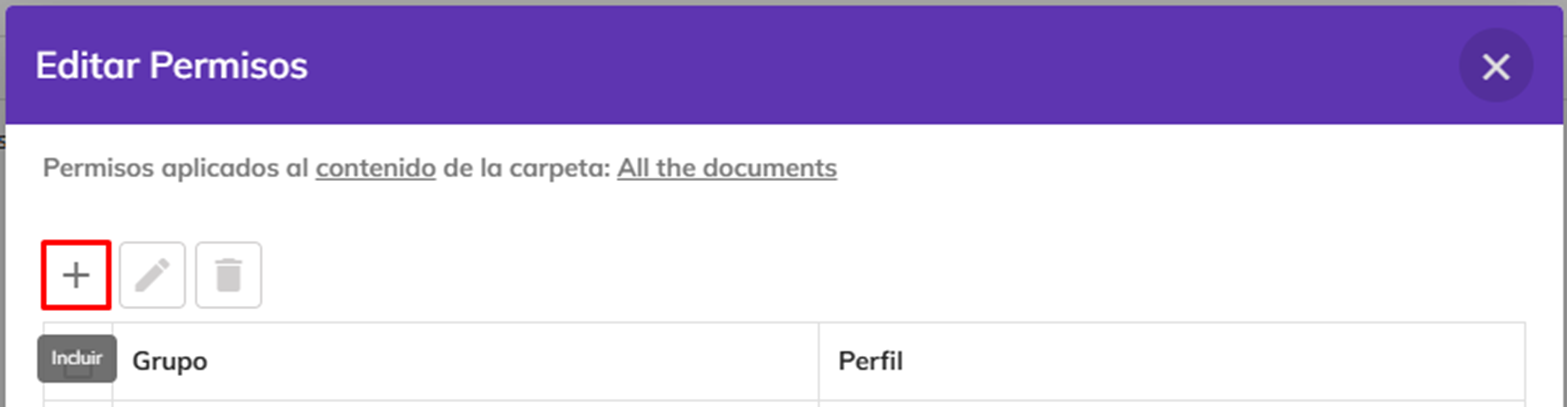 Editar Permisos
Permisos aplicados al contenido de la carpeta: All the documents
Incluir
Grupo
Perfil